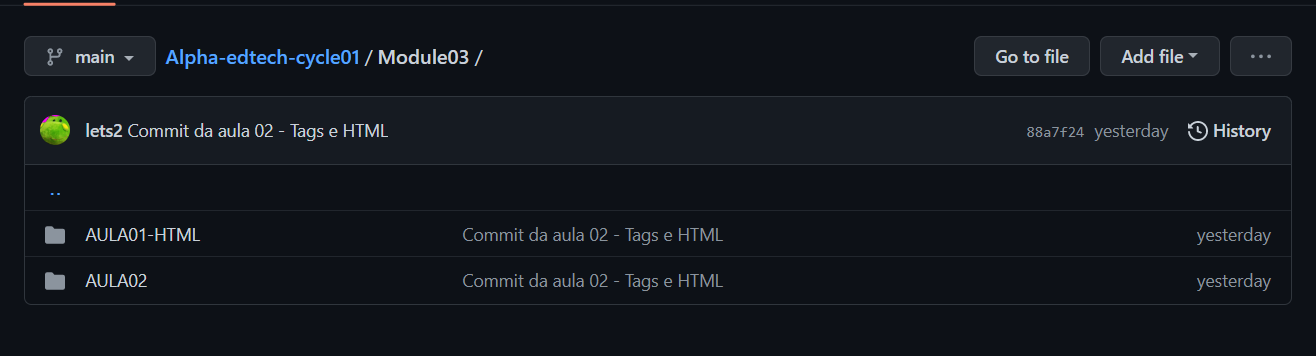 main Alpha-edtech-cycle01 / Module03 / Go to file Add file ...
lets2 Commit da aula 02 - Tags e HTML 88a7f24 yesterday History
..
AULA01-HTML Commit da aula 02 - Tags e HTML yesterday
AULA02 Commit da aula 02 - Tags e HTML yesterday